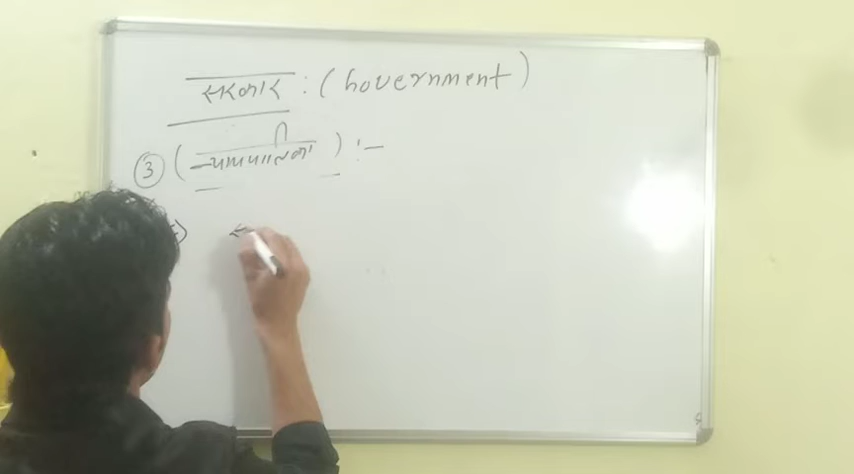 सरकार : (Government)
③ (न्यायपालिका) :-